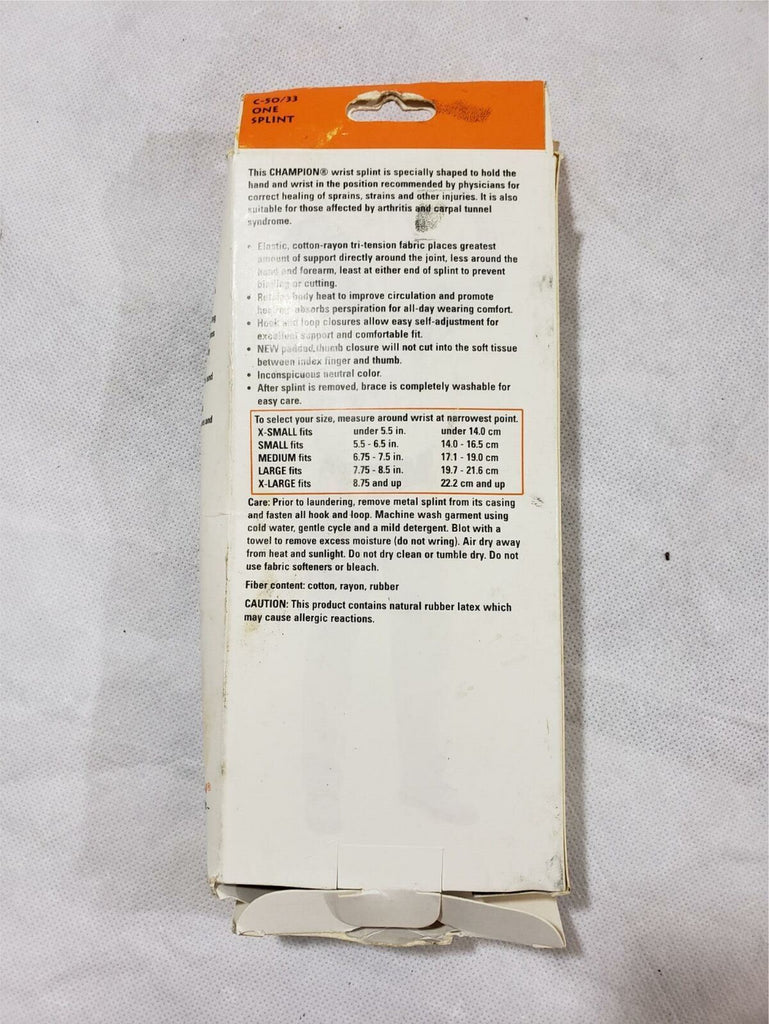 C-50/33
ONE
SPLINT
This CHAMPION® wrist splint is specially shaped to hold the
hand and wrist in the position recommended by physicians for
correct healing of sprains, strains and other injuries. It is also
suitable for those affected by arthritis and carpal tunnel
syndrome.
• Elastic, cotton-rayon tri-tension fabric places greatest
amount of support directly around the joint, less around the
hand and forearm, least at either end of splint to prevent
binding or cutting.
• Retains body heat to improve circulation and promote
healing; absorbs perspiration for all-day wearing comfort.
• Hook and loop closures allow easy self-adjustment for
excellent support and comfortable fit.
• NEW padded thumb closure will not cut into the soft tissue
between index finger and thumb.
• Inconspicuous neutral color.
• After splint is removed, brace is completely washable for
easy care.
To select your size, measure around wrist at narrowest point.
X-SMALL fits under 5.5 in. under 14.0 cm
SMALL fits 5.5 - 6.5 in. 14.0 - 16.5 cm
MEDIUM fits 6.75 - 7.5 in. 17.1 - 19.0 cm
LARGE fits 7.75 - 8.5 in. 19.7 - 21.6 cm
X-LARGE fits 8.75 and up 22.2 cm and up
Care: Prior to laundering, remove metal splint from its casing
and fasten all hook and loop. Machine wash garment using
cold water, gentle cycle and a mild detergent. Blot with a
towel to remove excess moisture (do not wring). Air dry away
from heat and sunlight. Do not dry clean or tumble dry. Do not
use fabric softeners or bleach.
Fiber content: cotton, rayon, rubber
CAUTION: This product contains natural rubber latex which
may cause allergic reactions.